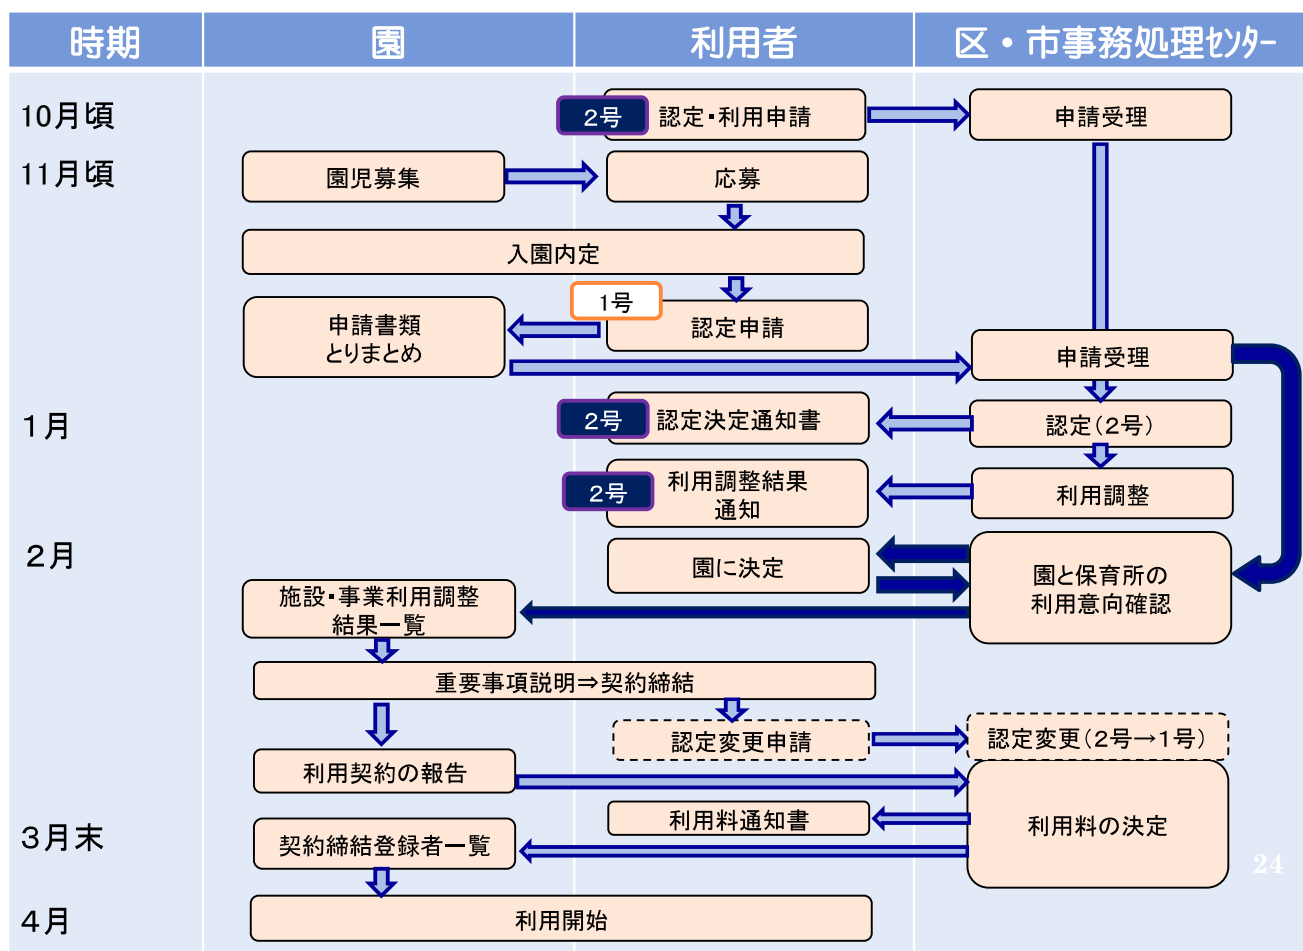 時期
園
利用者
区・市事務処理ｾﾝﾀｰ
10月頃
2号
認定・利用申請
申請受理
11月頃
園児募集
応募
入園内定
1号
申請書類
とりまとめ
認定申請
申請受理
1月
2号
認定決定通知書
認定（2号）
2号
利用調整結果
通知
利用調整
2月
園に決定
園と保育所の
利用意向確認
施設・事業利用調整
結果一覧
重要事項説明⇒契約締結
認定変更申請
認定変更（2号→1号）
利用契約の報告
利用料通知書
利用料の決定
3月末
契約締結登録者一覧
24
4月
利用開始